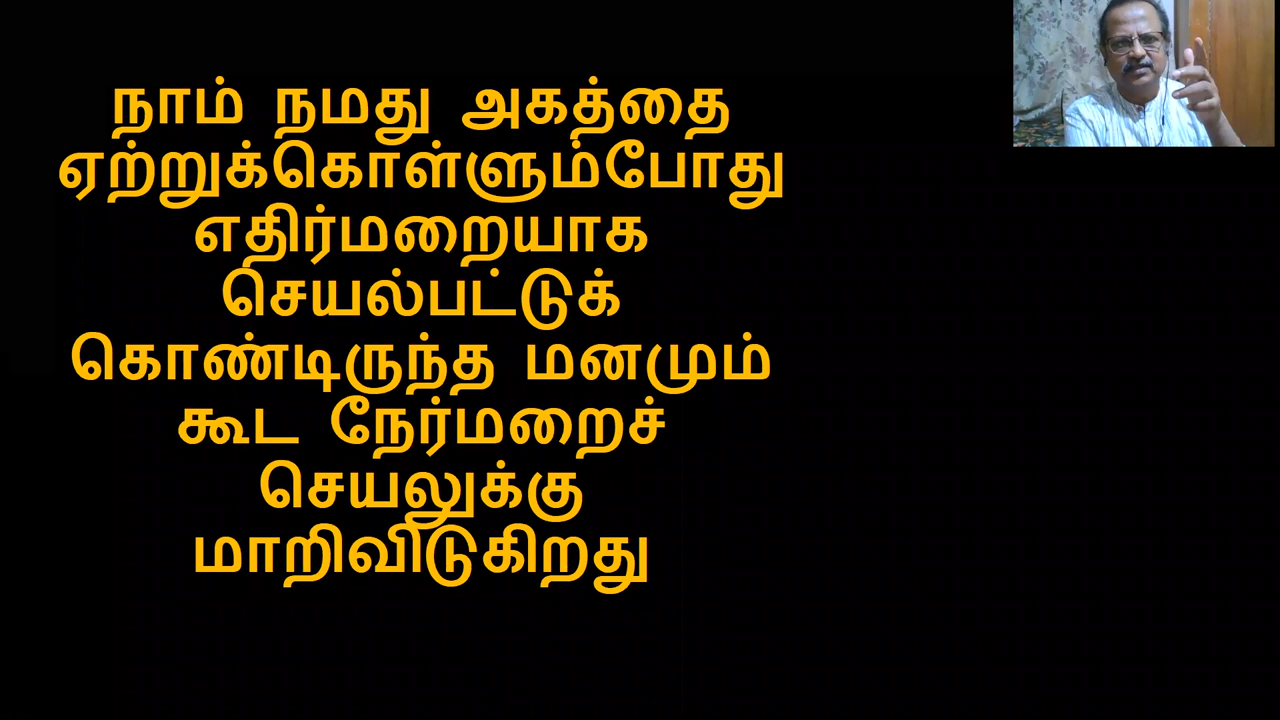 நாம் நமது அகத்தை
ஏற்றுக்கொள்ளும்போது
எதிர்மறையாக
செயல்பட்டுக்
கொண்டிருந்த மனமும்
கூட நேர்மறைச்
செயலுக்கு
மாறிவிடுகிறது